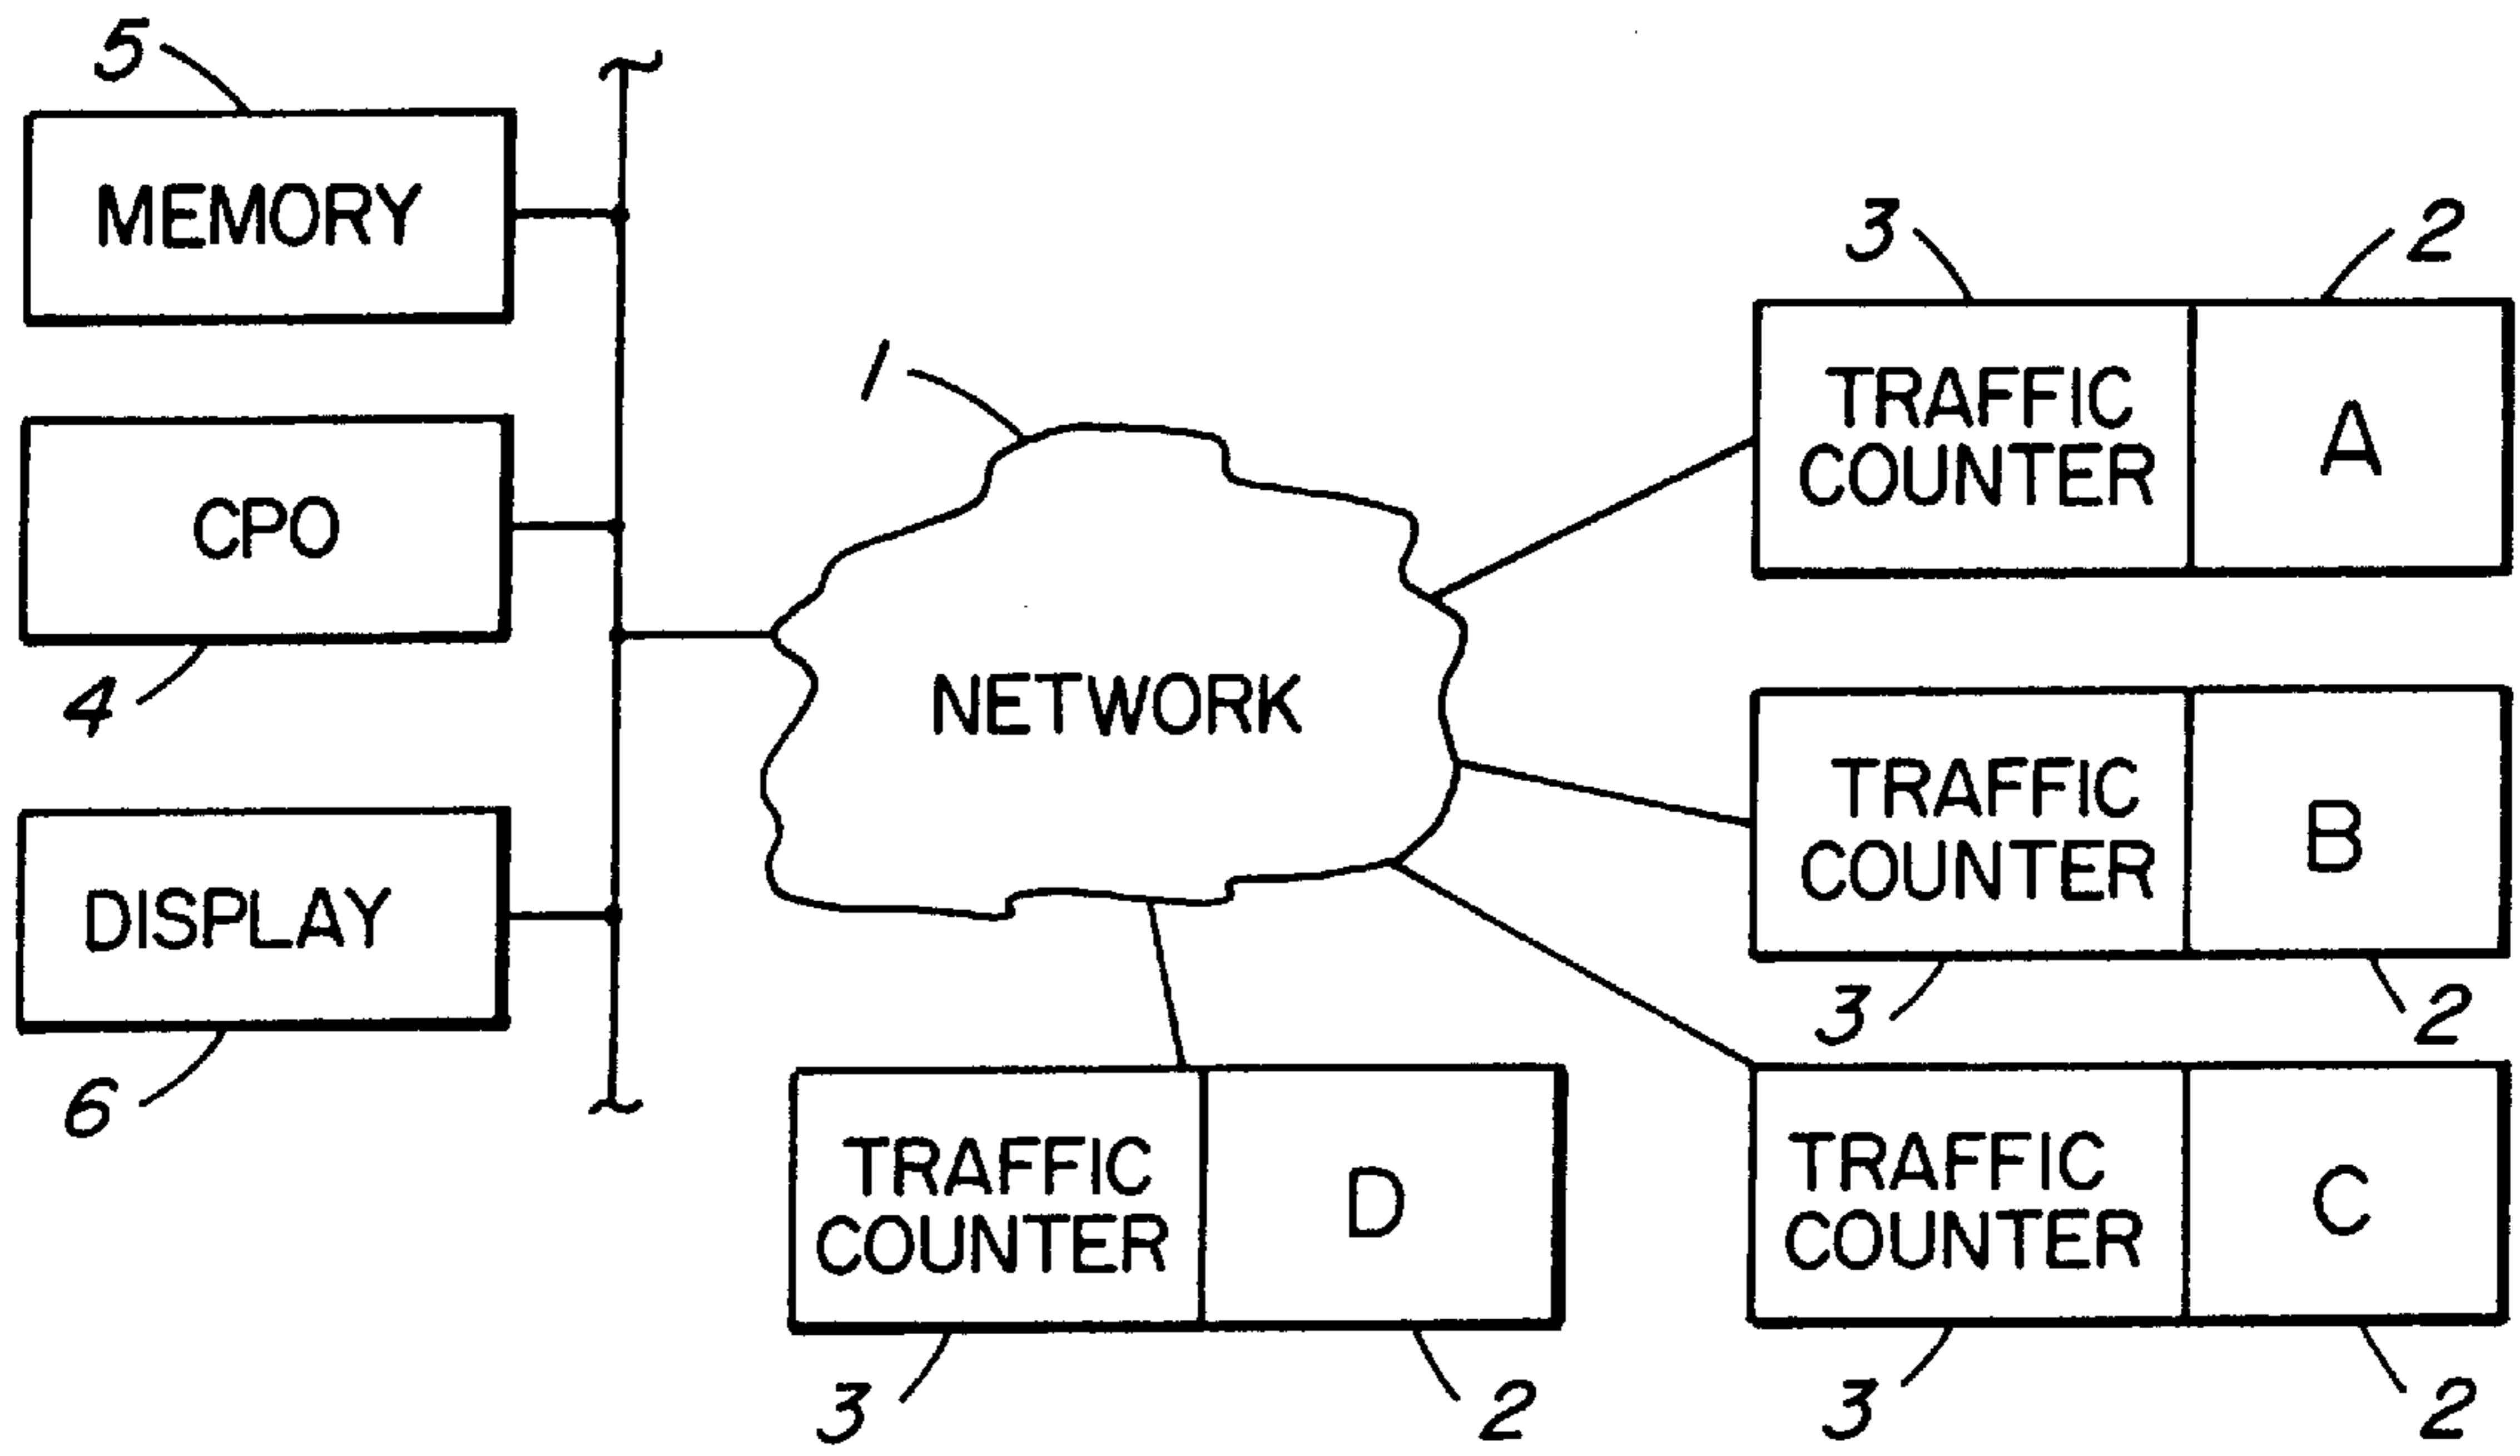 5
MEMORY
CPO
4
DISPLAY
6
1
NETWORK
3
2
TRAFFIC
COUNTER
A
TRAFFIC
COUNTER
B
3
2
TRAFFIC
COUNTER
D
3
2
TRAFFIC
COUNTER
C
3
2